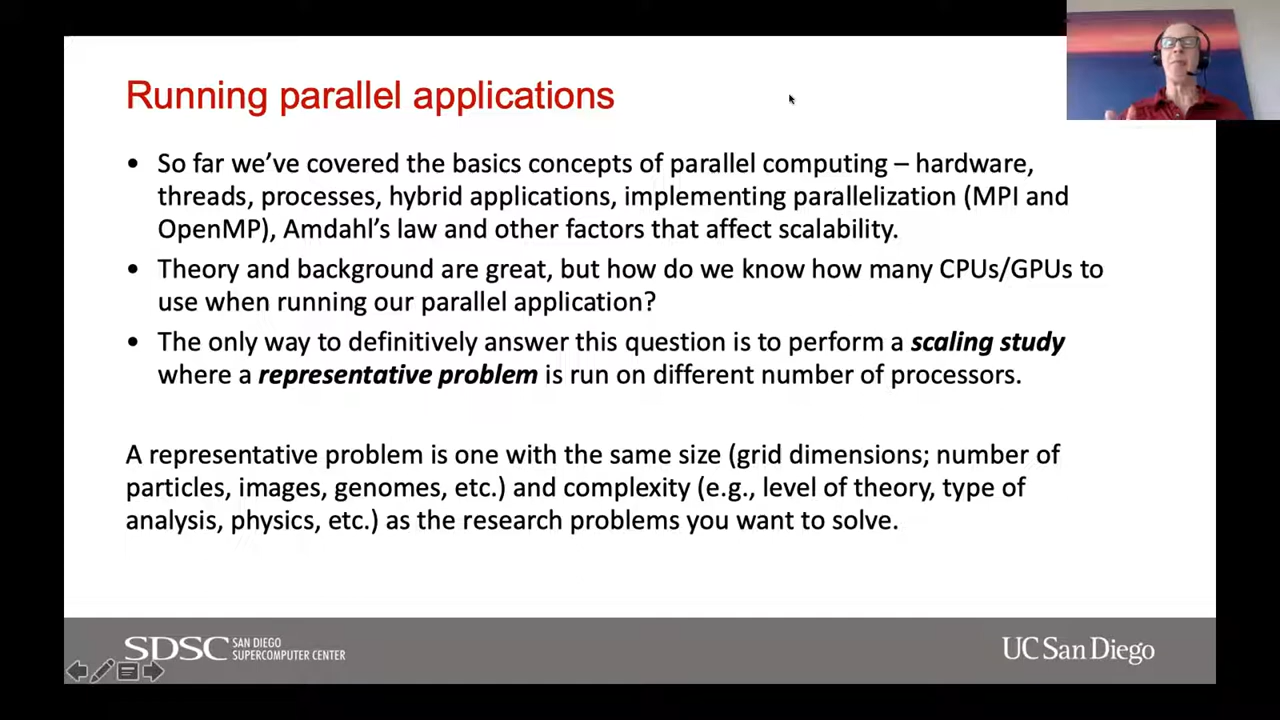 Running parallel applications
• So far we’ve covered the basics concepts of parallel computing – hardware,
threads, processes, hybrid applications, implementing parallelization (MPI and
OpenMP), Amdahl’s law and other factors that affect scalability.
• Theory and background are great, but how do we know how many CPUs/GPUs to
use when running our parallel application?
• The only way to definitively answer this question is to perform a scaling study
where a representative problem is run on different number of processors.
A representative problem is one with the same size (grid dimensions; number of
particles, images, genomes, etc.) and complexity (e.g., level of theory, type of
analysis, physics, etc.) as the research problems you want to solve.
SDSC SAN DIEGO
SUPERCOMPUTER CENTER
UC San Diego